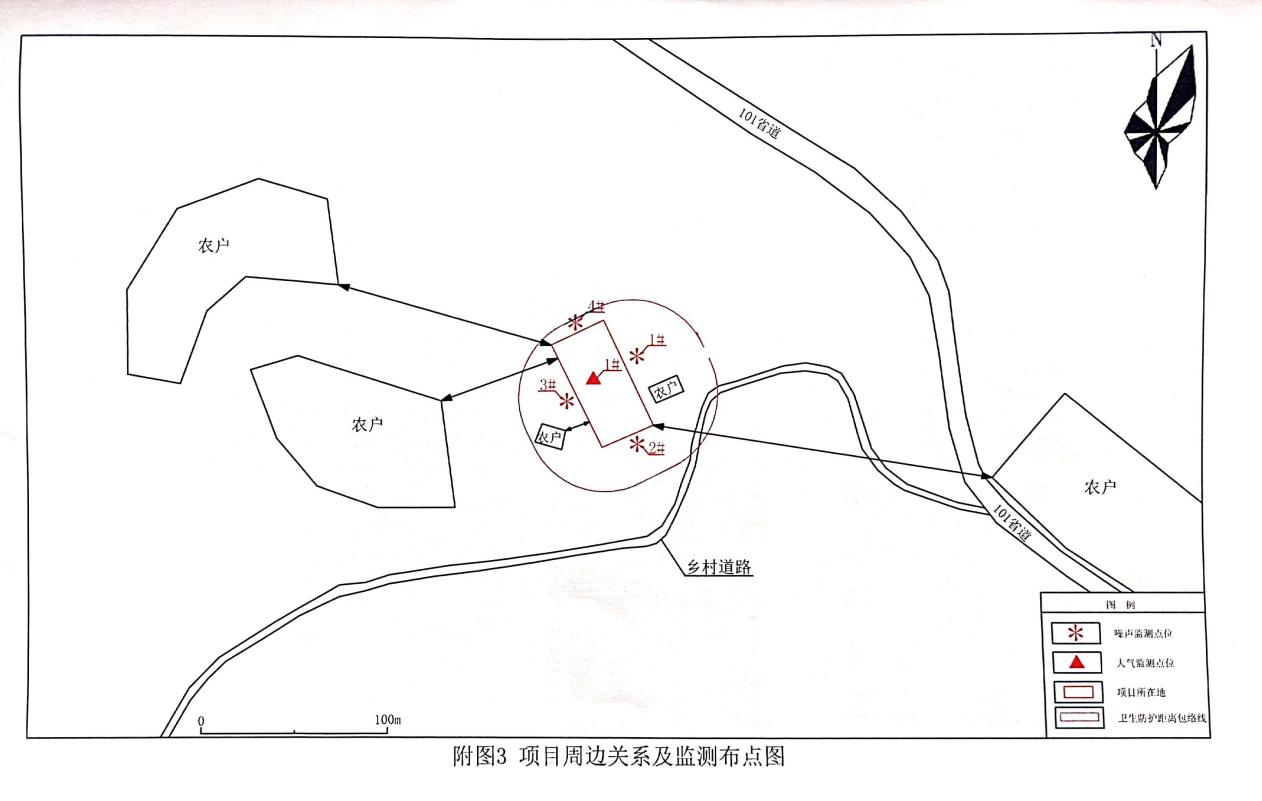 N
101省道
农户
4#
1#
1#
3#
农户
农户
农户
2#
农户
101省道
乡村道路
图 例
噪声监测点位
大气监测点位
项目所在地
卫生防护距离包络线
0
100m
附图3 项目周边关系及监测布点图